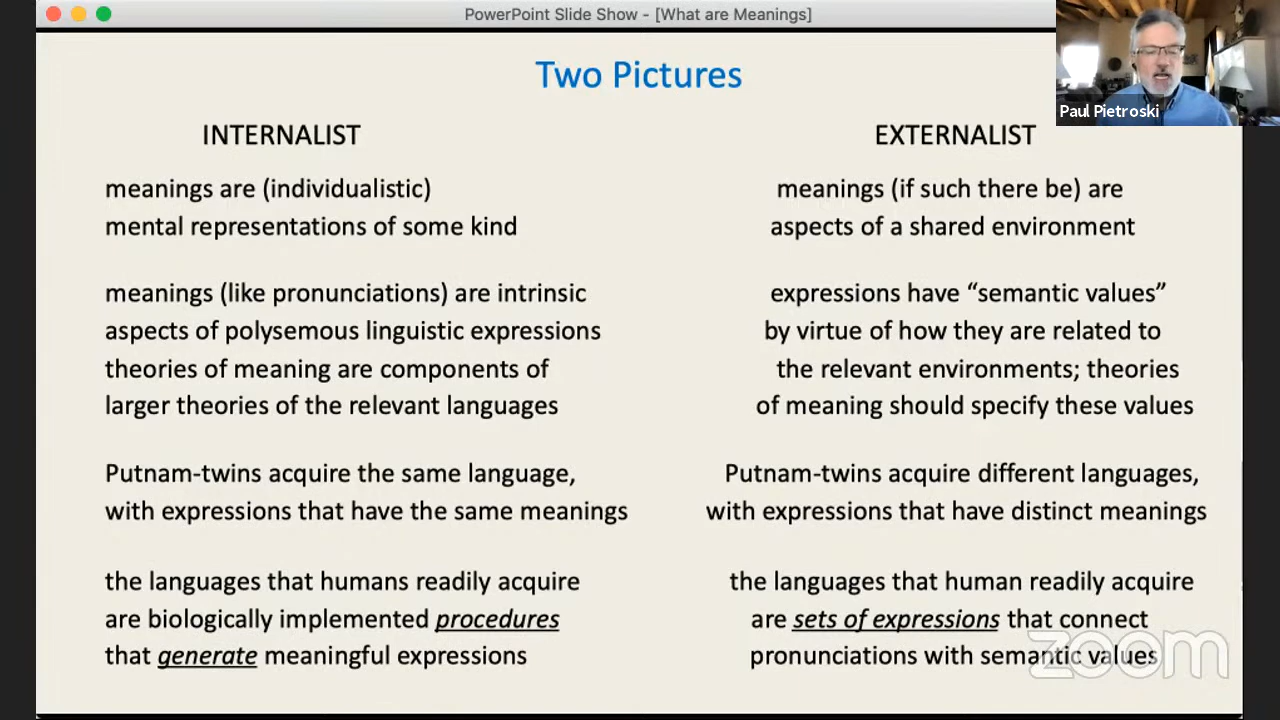 PowerPoint Slide Show - [What are Meanings]
Paul Pietroski
Two Pictures
INTERNALIST
meanings are (individualistic)
mental representations of some kind
meanings (like pronunciations) are intrinsic
aspects of polysemous linguistic expressions
theories of meaning are components of
larger theories of the relevant languages
Putnam-twins acquire the same language,
with expressions that have the same meanings
the languages that humans readily acquire
are biologically implemented procedures
that generate meaningful expressions
EXTERNALIST
meanings (if such there be) are
aspects of a shared environment
expressions have “semantic values”
by virtue of how they are related to
the relevant environments; theories
of meaning should specify these values
Putnam-twins acquire different languages,
with expressions that have distinct meanings
the languages that human readily acquire
are sets of expressions that connect
pronunciations with semantic values
zoom